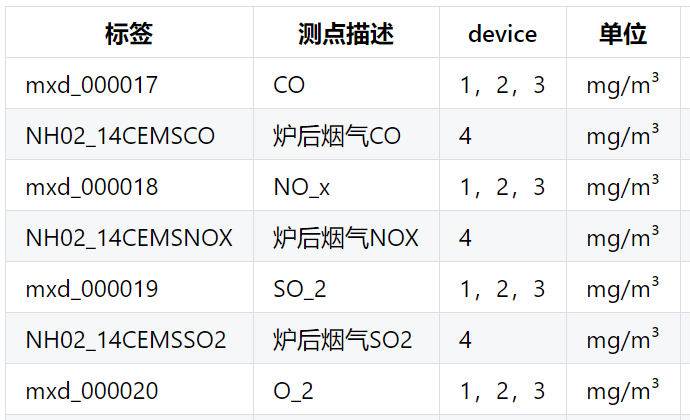 标签 测点描述 device 单位
mxd_000017 CO 1，2，3 mg/m³
NH02_14CEMSCO 炉后烟气CO 4 mg/m³
mxd_000018 NO_x 1，2，3 mg/m³
NH02_14CEMSNOX 炉后烟气NOX 4 mg/m³
mxd_000019 SO_2 1，2，3 mg/m³
NH02_14CEMSSO2 炉后烟气SO2 4 mg/m³
mxd_000020 O_2 1，2，3 mg/m³